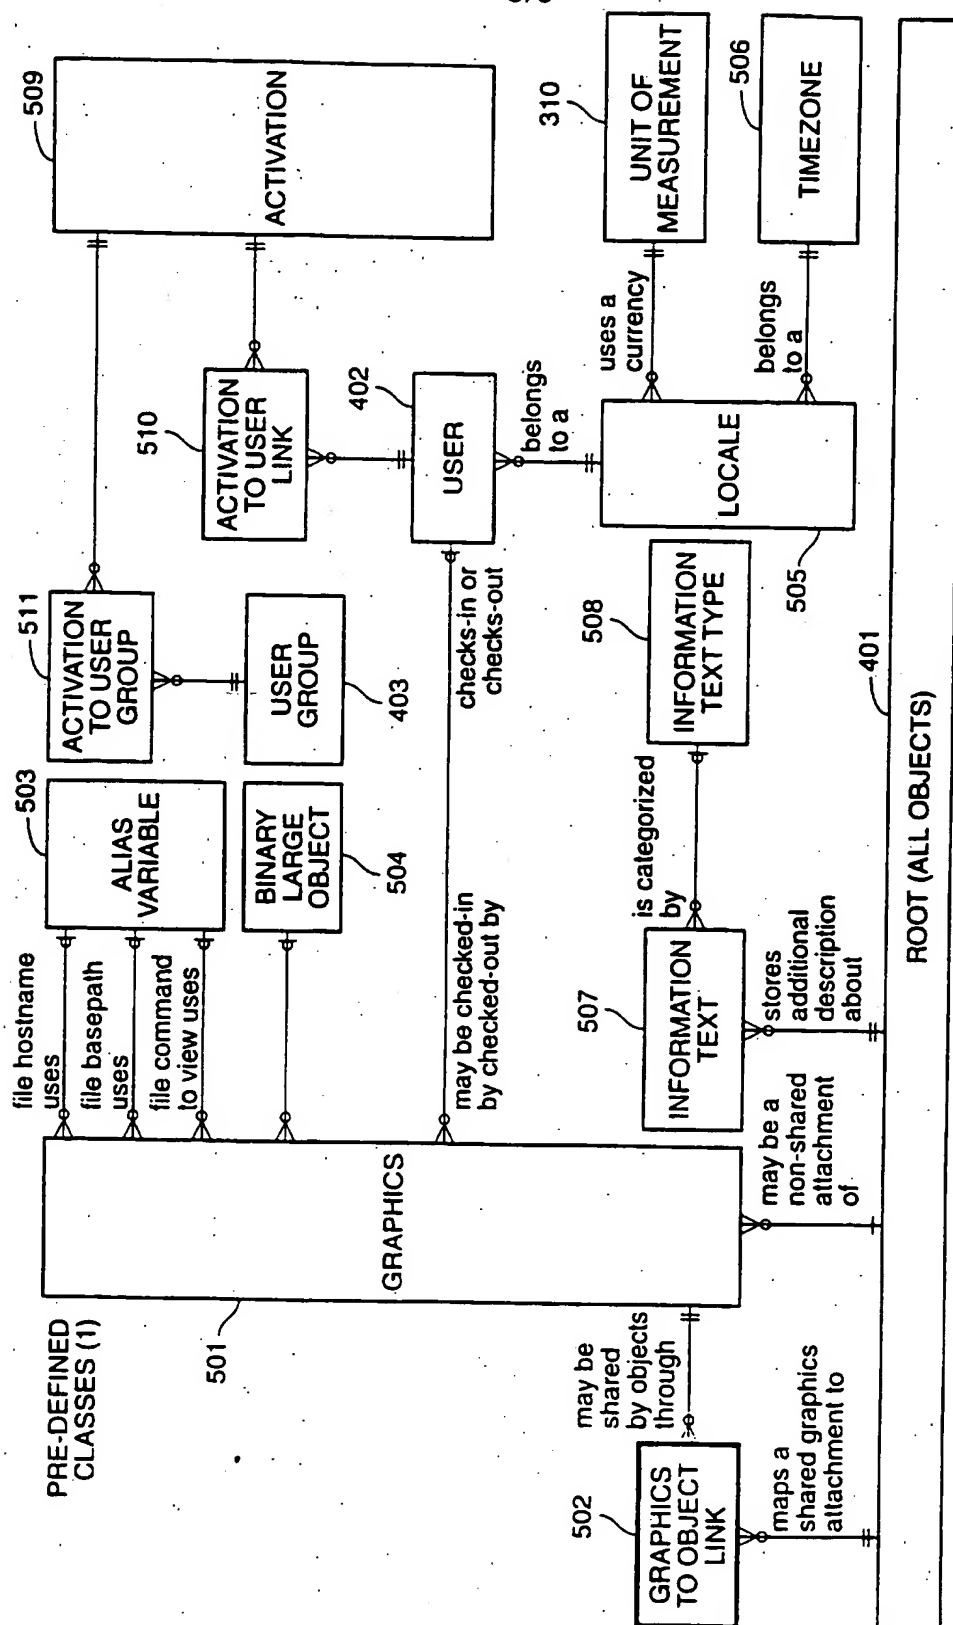 PRE-DEFINED
CLASSES (1)
501
GRAPHICS
file hostname
uses
file basepath
uses
file command
to view uses
503
ALIAS
VARIABLE
BINARY
LARGE
OBJECT
504
511
ACTIVATION
TO USER
GROUP
USER
GROUP
403
509
ACTIVATION
510
ACTIVATION
TO USER
LINK
402
USER
may be checked-in
by checked-out by
checks-in or
checks-out
belongs
to a
uses a
currency
310
UNIT OF
MEASUREMENT
belongs
to a
506
TIMEZONE
LOCALE
505
508
INFORMATION
TEXT TYPE
is categorized
by
507
INFORMATION
TEXT
stores
additional
description
about
may be a
non-shared
attachment
of
may be
shared
by objects
through
502
GRAPHICS
TO OBJECT
LINK
maps a
shared graphics
attachment to
401
ROOT (ALL OBJECTS)